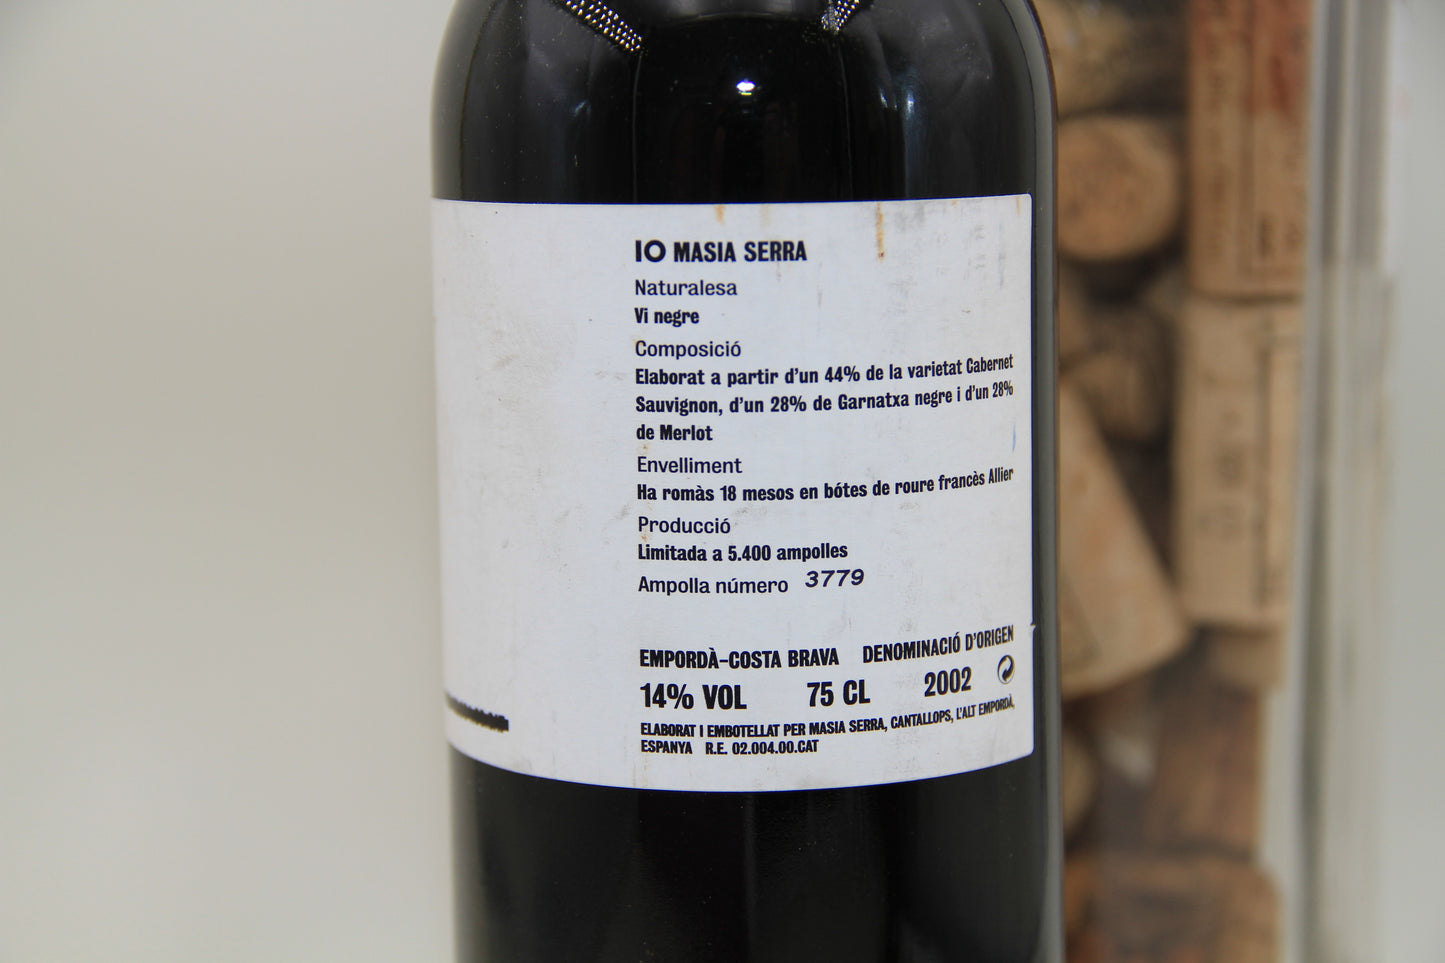 IO MASIA SERRA
Naturalesa
Vi negre
Composició
Elaborat a partir d'un 44% de la varietat Cabernet
Sauvignon, d'un 28% de Garnatxa negre i d'un 28%
de Merlot
Envelliment
Ha romàs 18 mesos en bótes de roure francès Allier
Producció
Limitada a 5.400 ampolles
Ampolla número 3779
EMPORDÀ-COSTA BRAVA DENOMINACIÓ D'ORIGEN
14% VOL 75 CL 2002
ELABORAT I EMBOTELLAT PER MASIA SERRA, CANTALLOPS, L'ALT EMPORDÀ,
ESPANYA R.E. 02.004.00.CAT